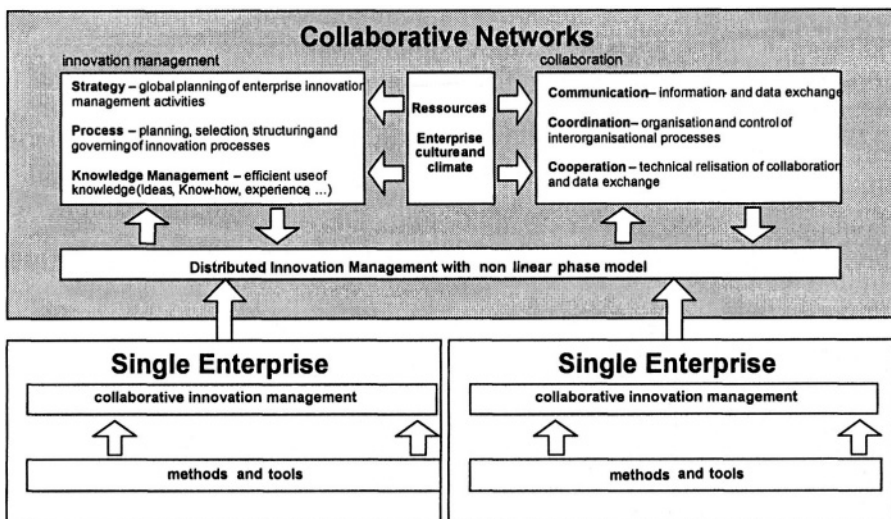 Collaborative Networks
innovation management
Strategy – global planning of enterprise innovation
management activities
Process – planning, selection, structuring and
governing of innovation processes
Knowledge Management – efficient use of
knowledge (Ideas, Know-how, experience, ...)
Ressources
Enterprise
culture and
climate
collaboration
Communication – information- and data exchange
Coordination – organisation and control of
interorganisational processes
Cooperation – technical relisation of collaboration
and data exchange
Distributed Innovation Management with non linear phase model
Single Enterprise
collaborative innovation management
methods and tools
Single Enterprise
collaborative innovation management
methods and tools